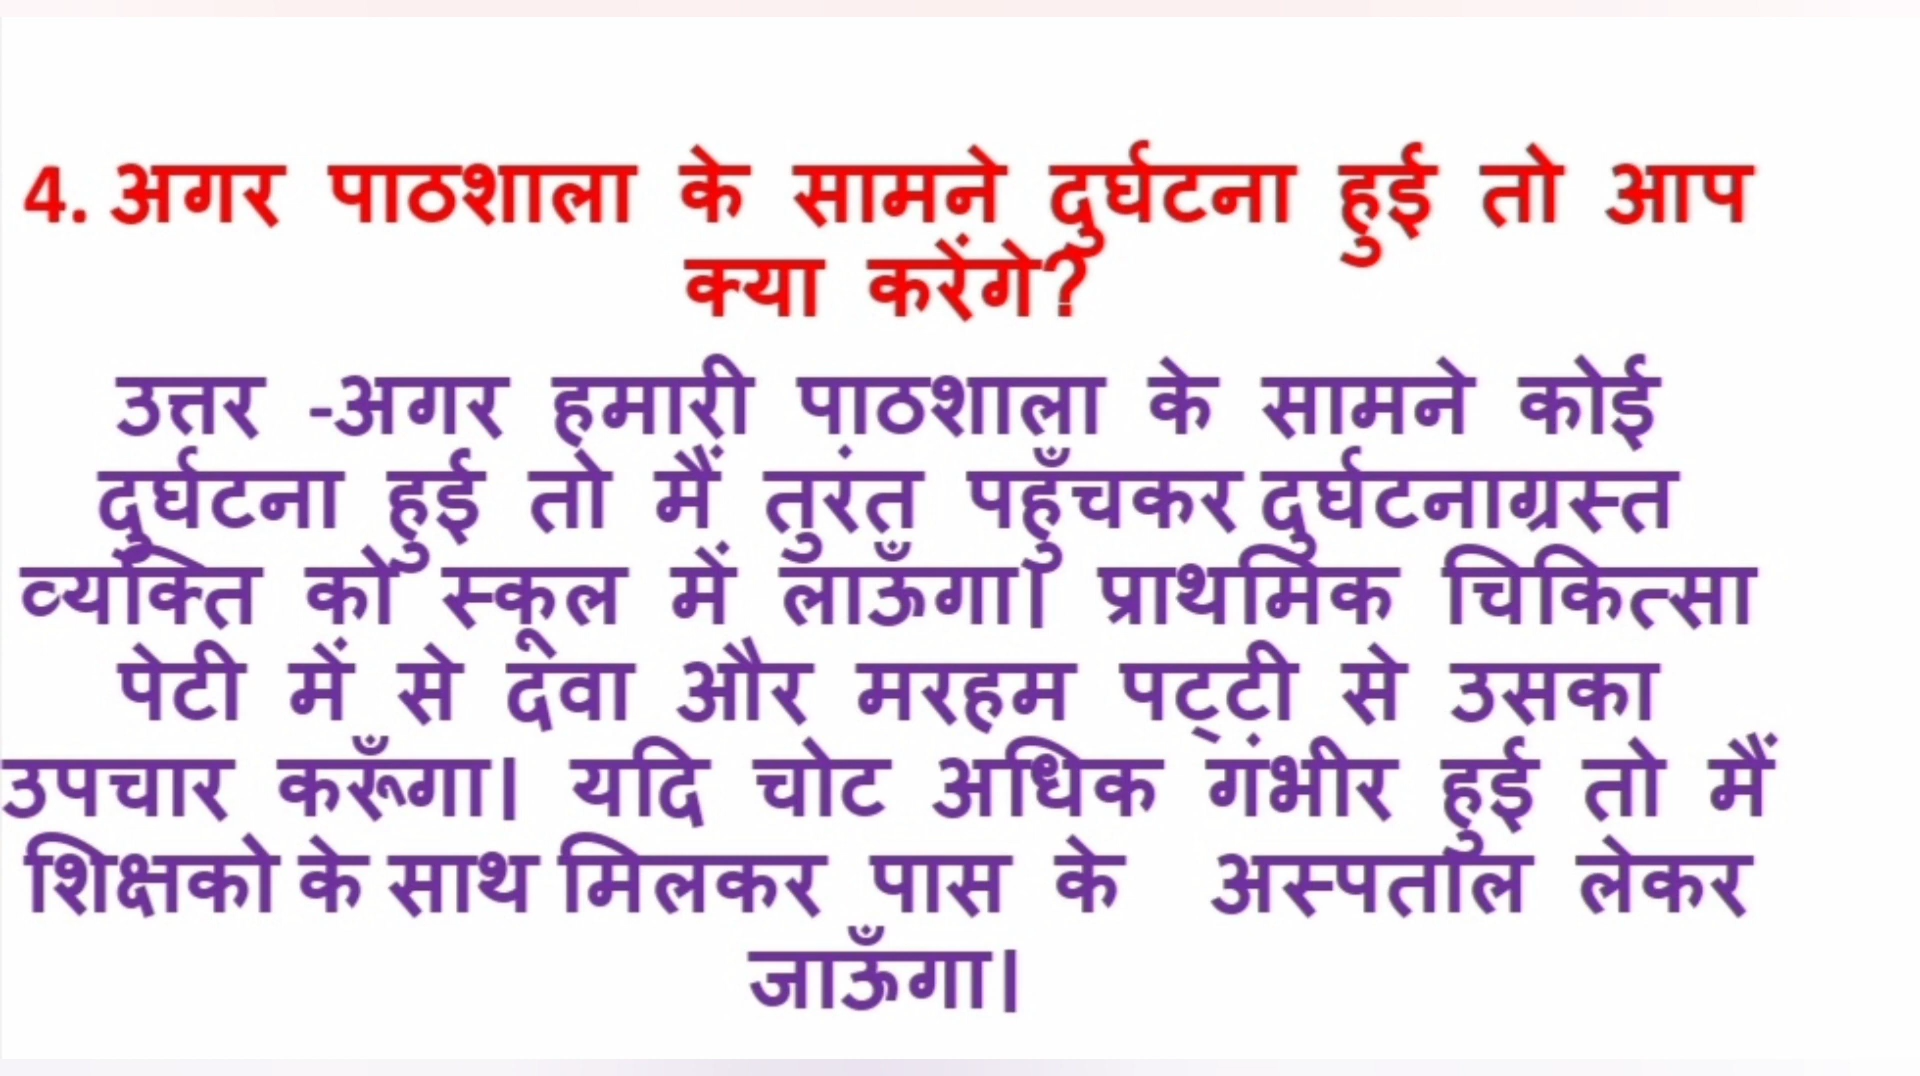 4. अगर पाठशाला के सामने दुर्घटना हुई तो आप
क्या करेंगे?
उत्तर -अगर हमारी पाठशाला के सामने कोई
दुर्घटना हुई तो मैं तुरंत पहुँचकर दुर्घटनाग्रस्त
व्यक्ति को स्कूल में लाऊँगा। प्राथमिक चिकित्सा
पेटी में से दवा और मरहम पट्टी से उसका
उपचार करूँगा। यदि चोट अधिक गंभीर हुई तो मैं
शिक्षको के साथ मिलकर पास के अस्पताल लेकर
जाऊँगा।